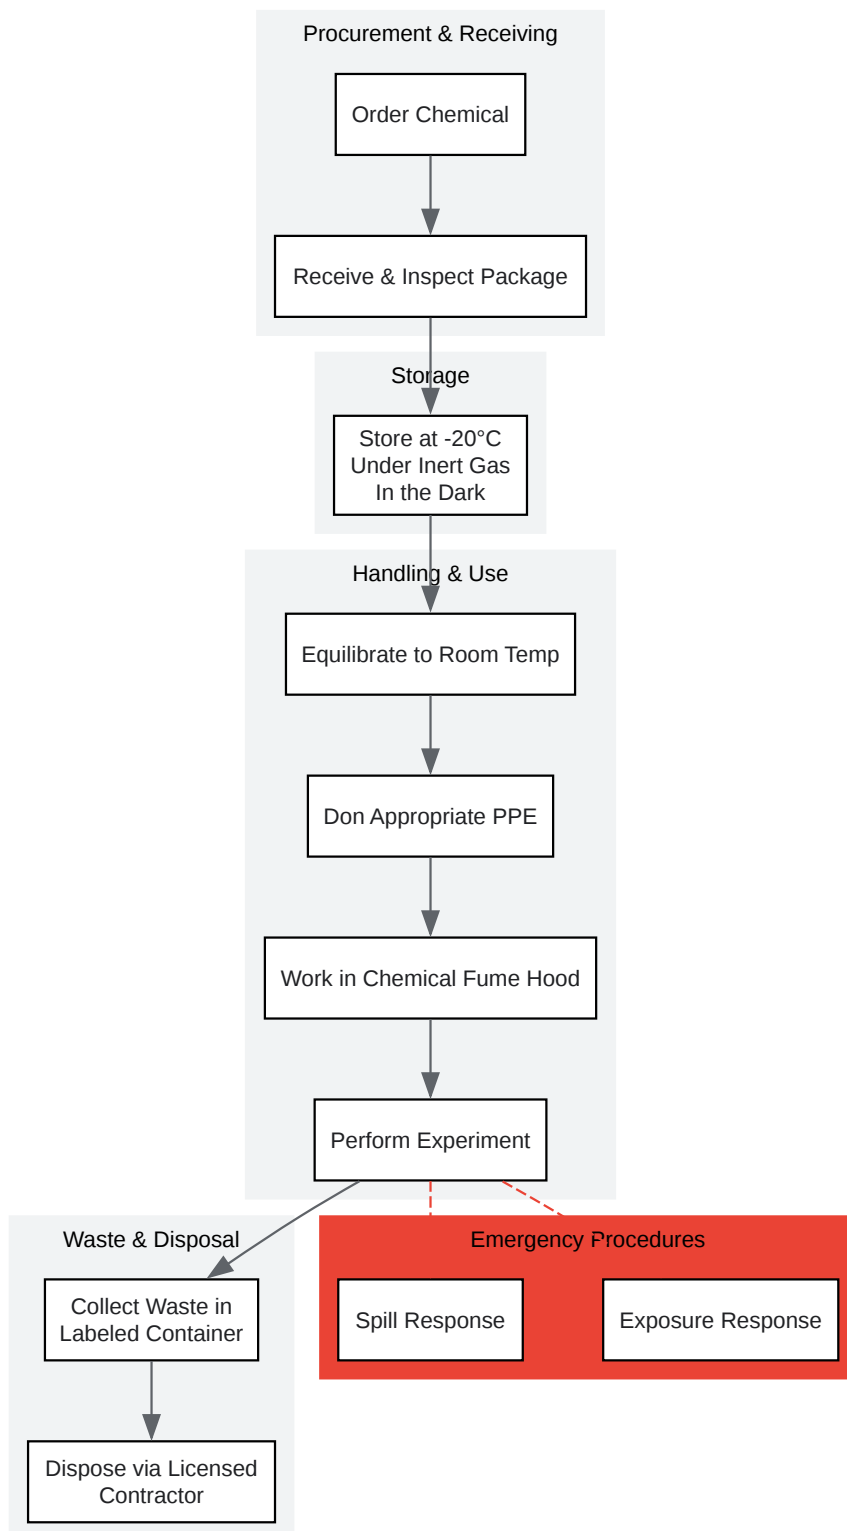 Procurement & Receiving
Order Chemical
Receive & Inspect Package
Storage
Store at -20°C
Under Inert Gas
In the Dark
Handling & Use
Equilibrate to Room Temp
Don Appropriate PPE
Work in Chemical Fume Hood
Perform Experiment
Waste & Disposal
Collect Waste in
Labeled Container
Dispose via Licensed
Contractor
Emergency Procedures
Spill Response
Exposure Response